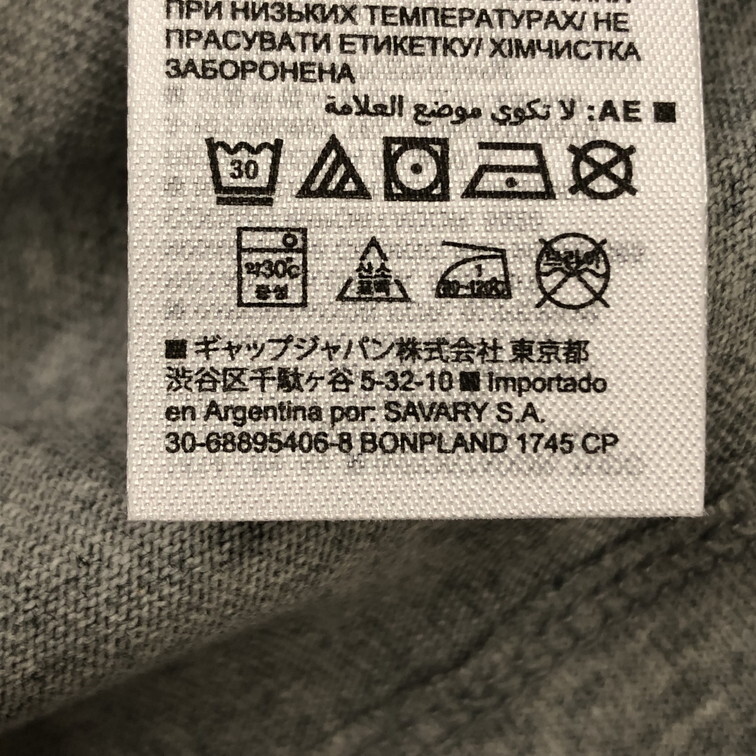 ПРИ НИЗЬКИХ ТЕМПЕРАТУРАХ/ НЕ
ПРАСУВАТИ ЕТИКЕТКУ/ ХІМЧИСТКА
ЗАБОРОНЕНА
■ AE: لا تكوي موضع العلامة
30
약30℃ 산소 1 드라이
중성 표백 80~120℃
■ ギャップジャパン株式会社 東京都
渋谷区千駄ヶ谷 5-32-10 ■ Importado
en Argentina por: SAVARY S.A.
30-68895406-8 BONPLAND 1745 CP